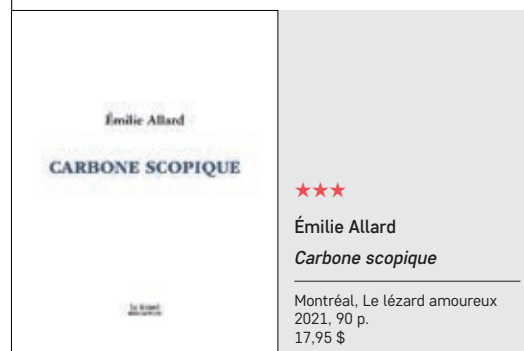 Émilie Allard
CARBONE SCOPIQUE
★★★
Émilie Allard
Carbone scopique
Montréal, Le lézard amoureux
2021, 90 p.
17,95 $